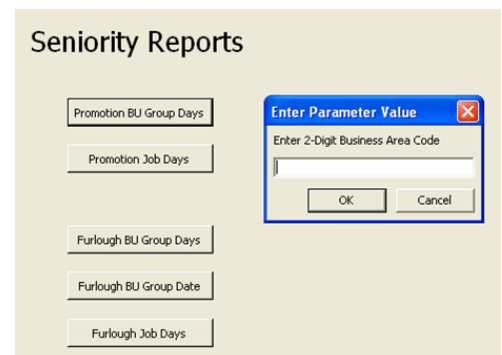 Seniority Reports
Promotion BU Group Days
Promotion Job Days
Furlough BU Group Days
Furlough BU Group Date
Furlough Job Days
Enter Parameter Value
Enter 2-Digit Business Area Code
OK Cancel